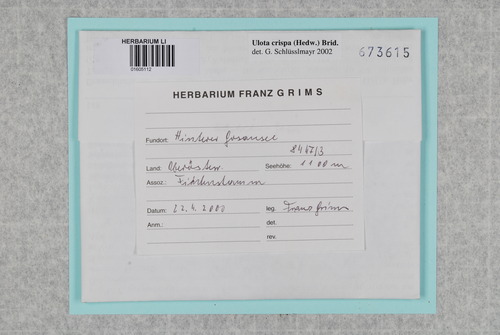 HERBARIUM LI
01605112
Ulota crispa (Hedw.) Brid.
det. G. Schlüsslmayr 2002
673615
HERBARIUM FRANZ GRIMS
Fundort: Hinterer Gosausee
8447/3
Land: Oberösterr. Seehöhe: 1100 m
Assoz.: Fichtenstamm
Datum: 22.4.2000 leg. Franz Grims
Anm.: det.
rev.